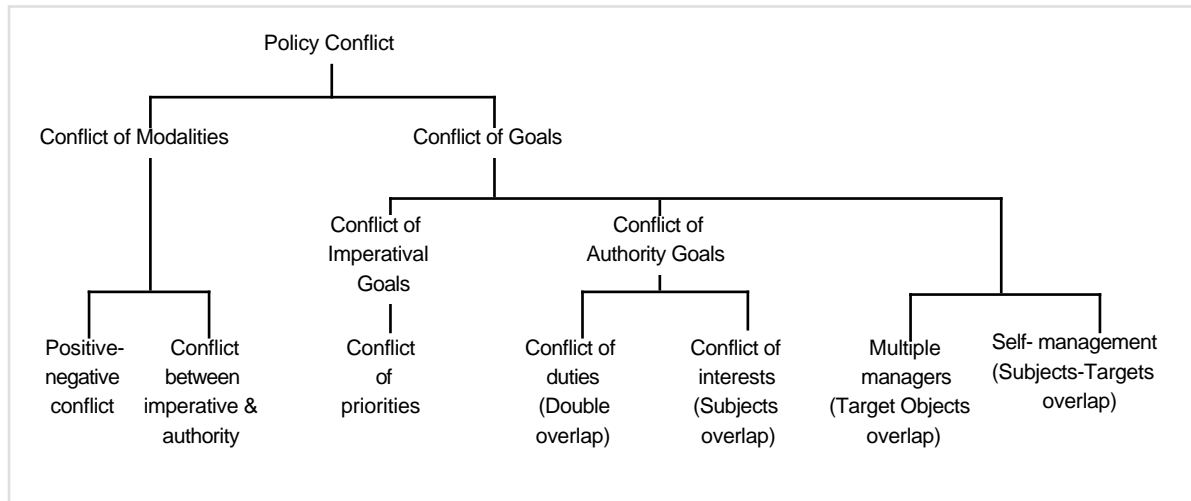 Policy Conflict
Conflict of Modalities
Conflict of Goals
Conflict of
Imperatival
Goals
Conflict of
Authority Goals
Positive-
negative
conflict
Conflict
between
imperative &
authority
Conflict
of
priorities
Conflict of
duties
(Double
overlap)
Conflict of
interests
(Subjects
overlap)
Multiple
managers
(Target Objects
overlap)
Self- management
(Subjects-Targets
overlap)